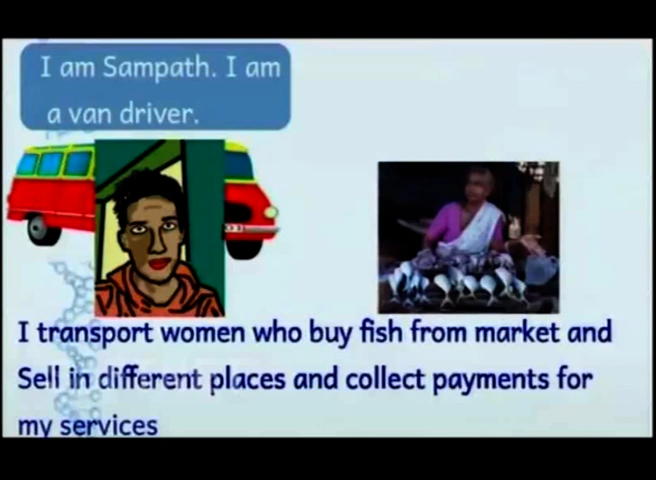 I am Sampath. I am
a van driver.
I transport women who buy fish from market and
Sell in different places and collect payments for
my services